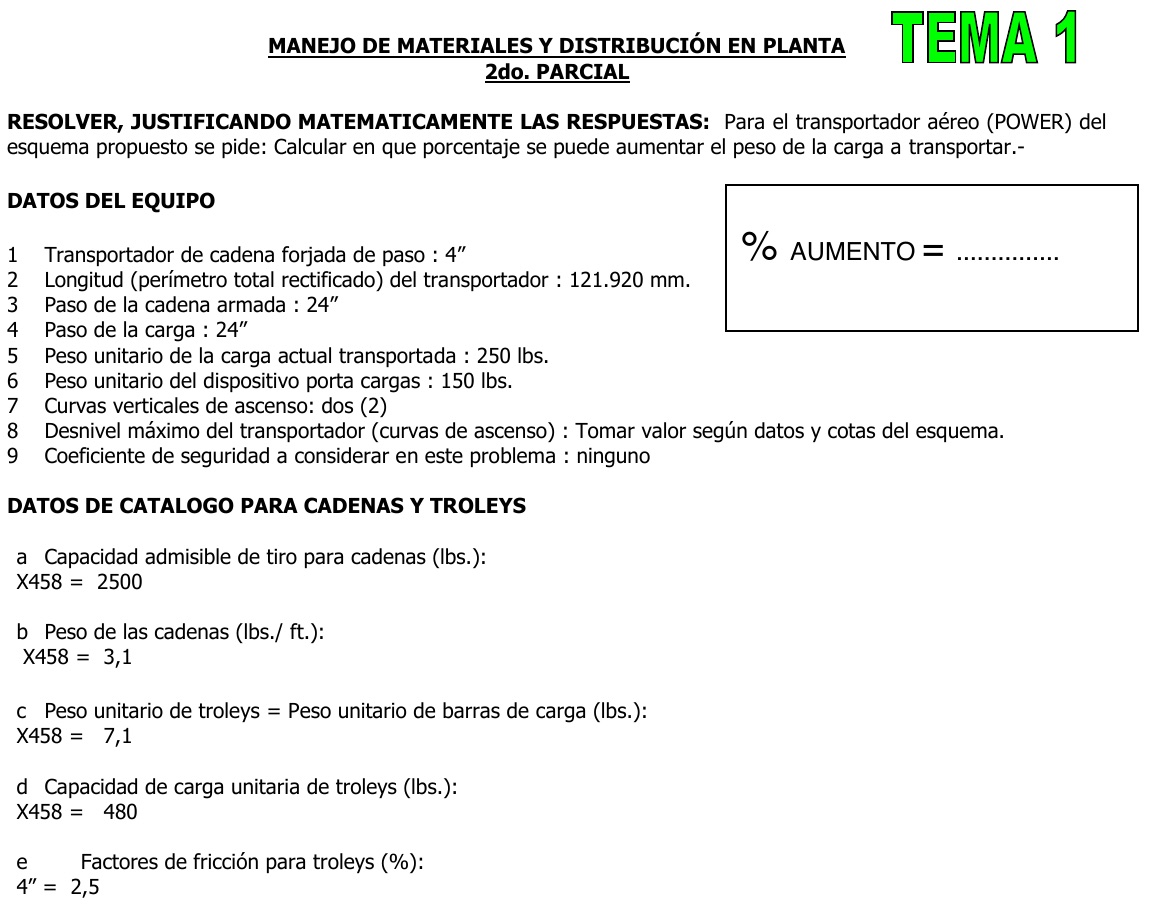 TEMA 1
MANEJO DE MATERIALES Y DISTRIBUCIÓN EN PLANTA
2do. PARCIAL
RESOLVER, JUSTIFICANDO MATEMATICAMENTE LAS RESPUESTAS: Para el transportador aéreo (POWER) del
esquema propuesto se pide: Calcular en que porcentaje se puede aumentar el peso de la carga a transportar.-
DATOS DEL EQUIPO
% AUMENTO = ...............
1 Transportador de cadena forjada de paso : 4”
2 Longitud (perímetro total rectificado) del transportador : 121.920 mm.
3 Paso de la cadena armada : 24”
4 Paso de la carga : 24”
5 Peso unitario de la carga actual transportada : 250 lbs.
6 Peso unitario del dispositivo porta cargas : 150 lbs.
7 Curvas verticales de ascenso: dos (2)
8 Desnivel máximo del transportador (curvas de ascenso) : Tomar valor según datos y cotas del esquema.
9 Coeficiente de seguridad a considerar en este problema : ninguno
DATOS DE CATALOGO PARA CADENAS Y TROLEYS
a Capacidad admisible de tiro para cadenas (lbs.):
X458 = 2500
b Peso de las cadenas (lbs./ ft.):
X458 = 3,1
c Peso unitario de troleys = Peso unitario de barras de carga (lbs.):
X458 = 7,1
d Capacidad de carga unitaria de troleys (lbs.):
X458 = 480
e Factores de fricción para troleys (%):
4” = 2,5